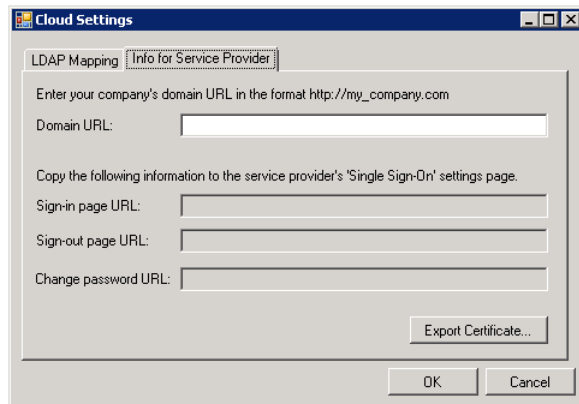 Cloud Settings
LDAP Mapping Info for Service Provider
Enter your company's domain URL in the format http://my_company.com
Domain URL:
Copy the following information to the service provider's 'Single Sign-On' settings page.
Sign-in page URL:
Sign-out page URL:
Change password URL:
Export Certificate...
OK Cancel